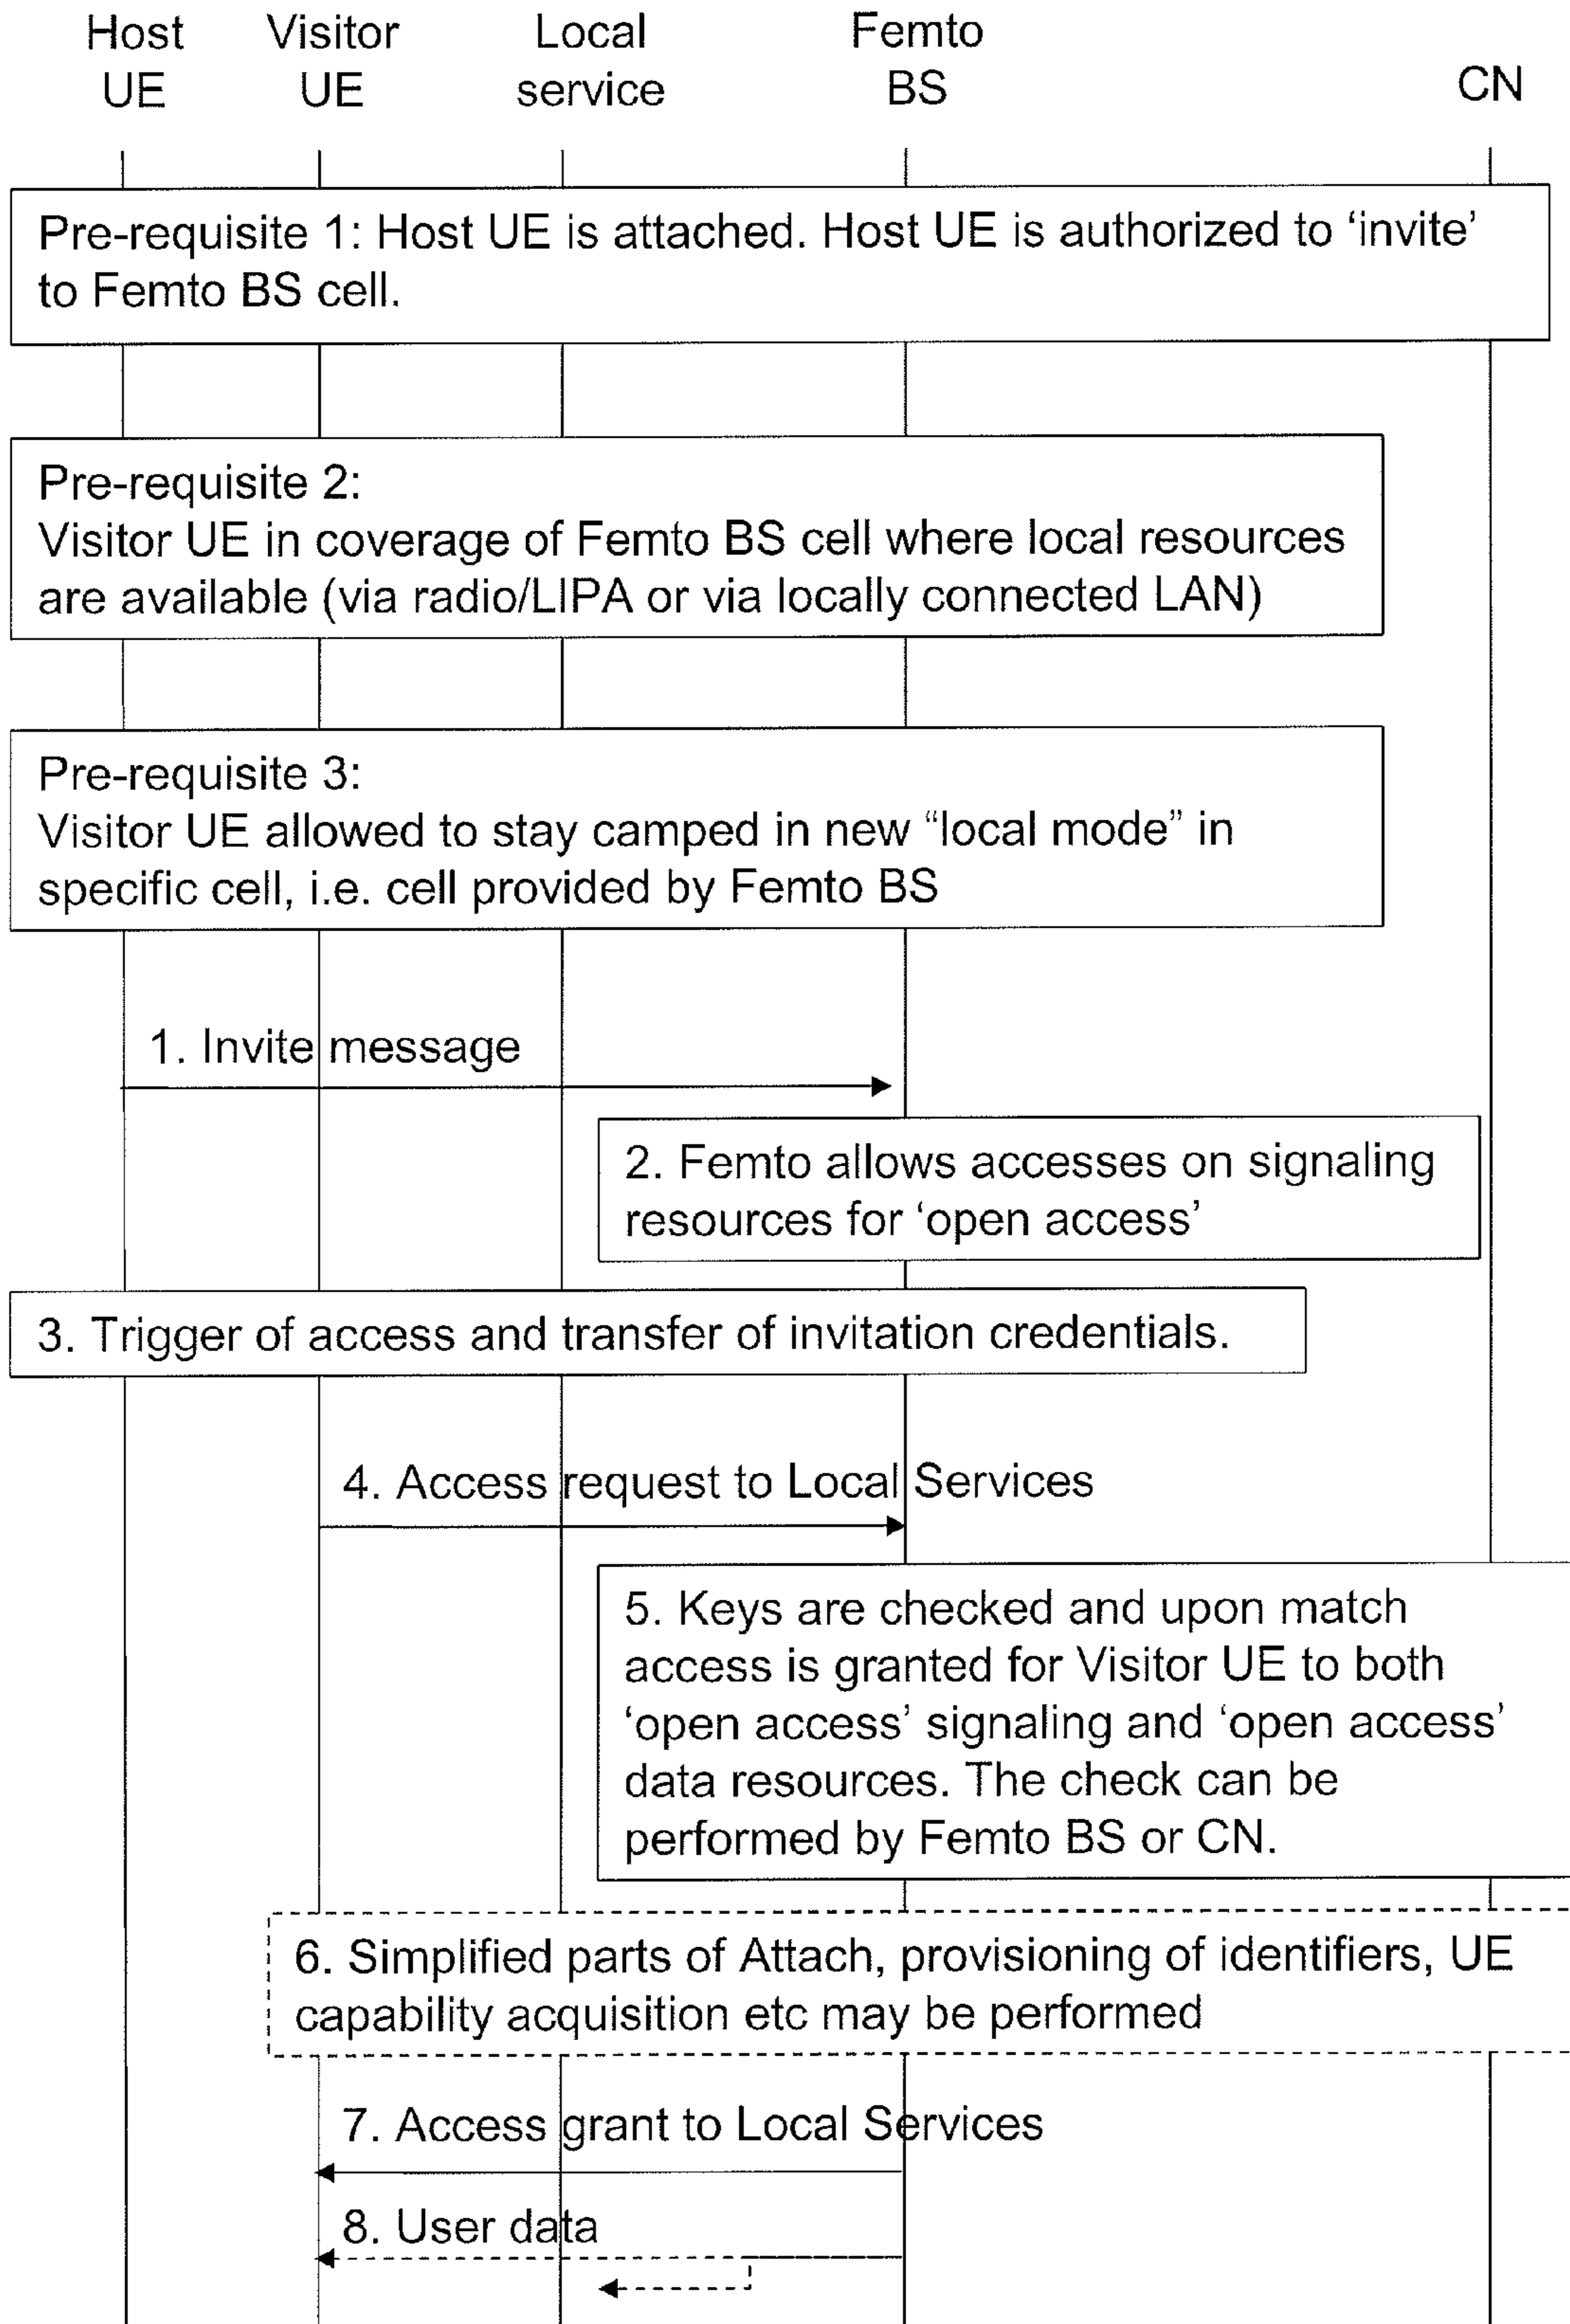 Host
UE
Visitor
UE
Local
service
Femto
BS
CN
Pre-requisite 1: Host UE is attached. Host UE is authorized to ‘invite’
to Femto BS cell.
Pre-requisite 2:
Visitor UE in coverage of Femto BS cell where local resources
are available (via radio/LIPA or via locally connected LAN)
Pre-requisite 3:
Visitor UE allowed to stay camped in new “local mode” in
specific cell, i.e. cell provided by Femto BS
1. Invite message
2. Femto allows accesses on signaling
resources for ‘open access’
3. Trigger of access and transfer of invitation credentials.
4. Access request to Local Services
5. Keys are checked and upon match
access is granted for Visitor UE to both
‘open access’ signaling and ‘open access’
data resources. The check can be
performed by Femto BS or CN.
6. Simplified parts of Attach, provisioning of identifiers, UE
capability acquisition etc may be performed
7. Access grant to Local Services
8. User data